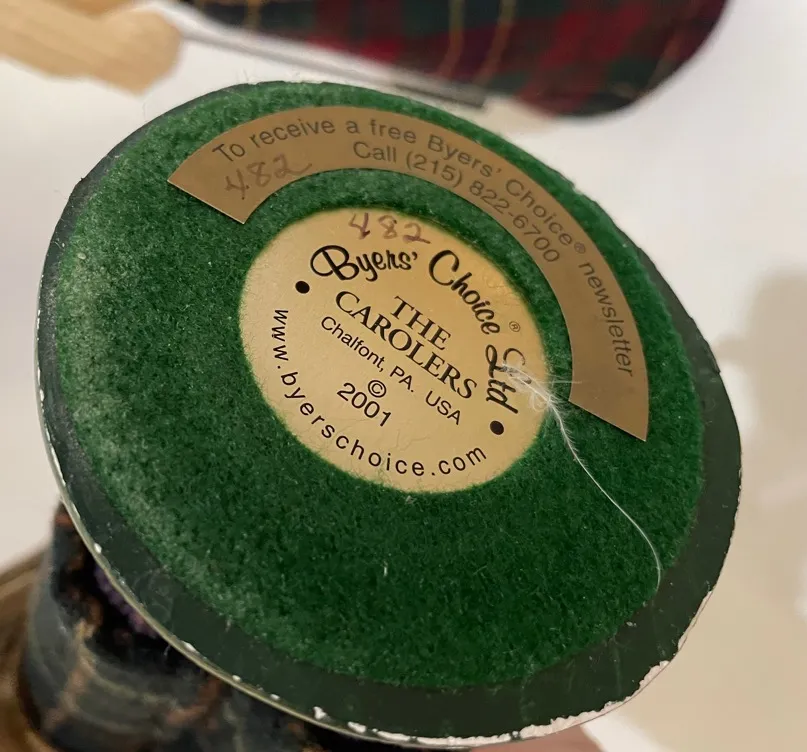 To receive a free Byers' Choice® newsletter
Call (215) 822-6700
482
482
Byers' Choice ® Ltd
THE
CAROLERS
Chalfont, PA. USA
©
2001
www.byerschoice.com